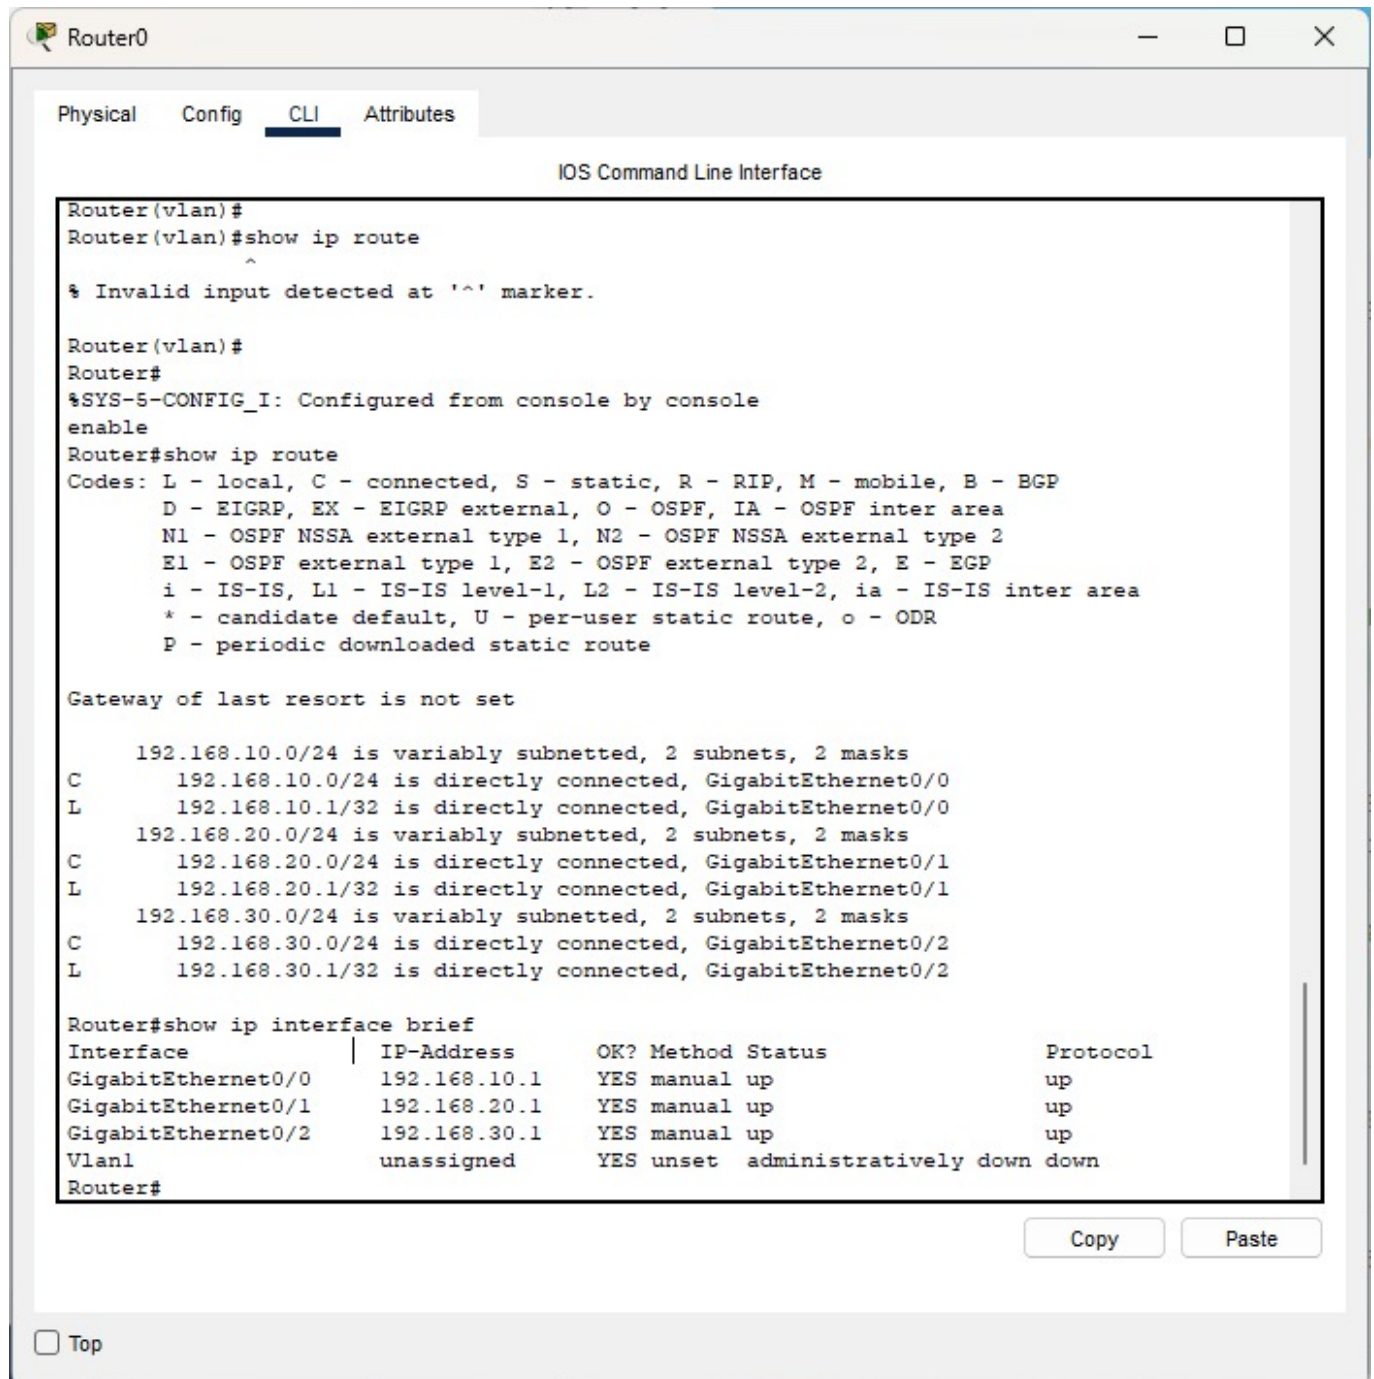 Router0
Physical Config CLI Attributes
IOS Command Line Interface
Router(vlan)#
Router(vlan)#show ip route
^
% Invalid input detected at '^' marker.
Router(vlan)#
Router#
%SYS-5-CONFIG_I: Configured from console by console
enable
Router#show ip route
Codes: L - local, C - connected, S - static, R - RIP, M - mobile, B - BGP
D - EIGRP, EX - EIGRP external, O - OSPF, IA - OSPF inter area
N1 - OSPF NSSA external type 1, N2 - OSPF NSSA external type 2
E1 - OSPF external type 1, E2 - OSPF external type 2, E - EGP
i - IS-IS, L1 - IS-IS level-1, L2 - IS-IS level-2, ia - IS-IS inter area
* - candidate default, U - per-user static route, o - ODR
P - periodic downloaded static route
Gateway of last resort is not set
192.168.10.0/24 is variably subnetted, 2 subnets, 2 masks
C 192.168.10.0/24 is directly connected, GigabitEthernet0/0
L 192.168.10.1/32 is directly connected, GigabitEthernet0/0
192.168.20.0/24 is variably subnetted, 2 subnets, 2 masks
C 192.168.20.0/24 is directly connected, GigabitEthernet0/1
L 192.168.20.1/32 is directly connected, GigabitEthernet0/1
192.168.30.0/24 is variably subnetted, 2 subnets, 2 masks
C 192.168.30.0/24 is directly connected, GigabitEthernet0/2
L 192.168.30.1/32 is directly connected, GigabitEthernet0/2
Router#show ip interface brief
Interface IP-Address OK? Method Status Protocol
GigabitEthernet0/0 192.168.10.1 YES manual up up
GigabitEthernet0/1 192.168.20.1 YES manual up up
GigabitEthernet0/2 192.168.30.1 YES manual up up
Vlan1 unassigned YES unset administratively down down
Router#
Copy Paste
Top